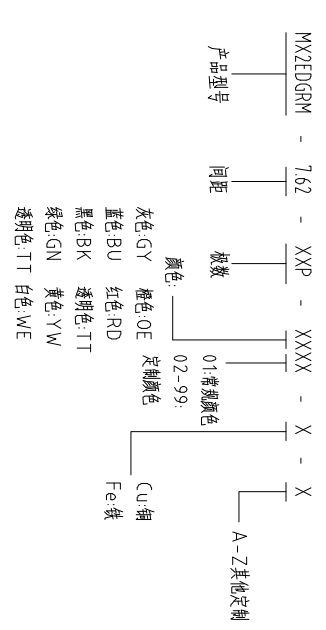 MX2EDGRM - 7.62 - XXP - XXXX - X - X
产品型号
间距
极数
颜色:
灰色:GY 橙色:OE
蓝色:BU 红色:RD
黑色:BK 透明色:TT
绿色:GN 黄色:YW
透明色:TT 白色:WE
01:常规颜色
02-99:
定制颜色
Cu:铜
Fe:铁
A-Z其他定制